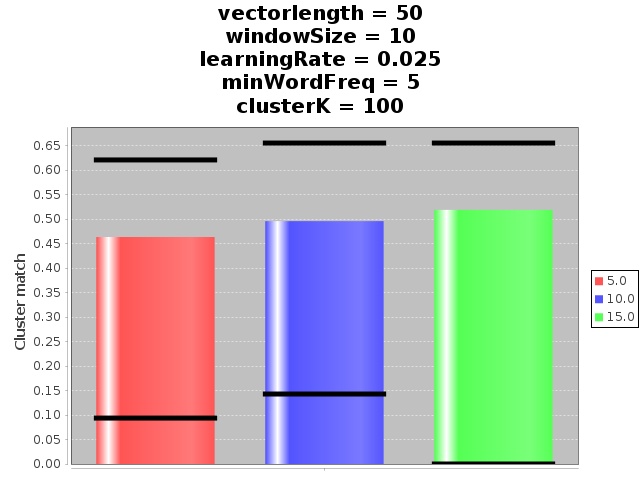 vectorlength = 50
windowSize = 10
learningRate = 0.025
minWordFreq = 5
clusterK = 100
0.65
0.60
0.55
0.50
0.45
0.40
0.35
0.30
0.25
0.20
0.15
0.10
0.05
0.00
Cluster match
5.0
10.0
15.0